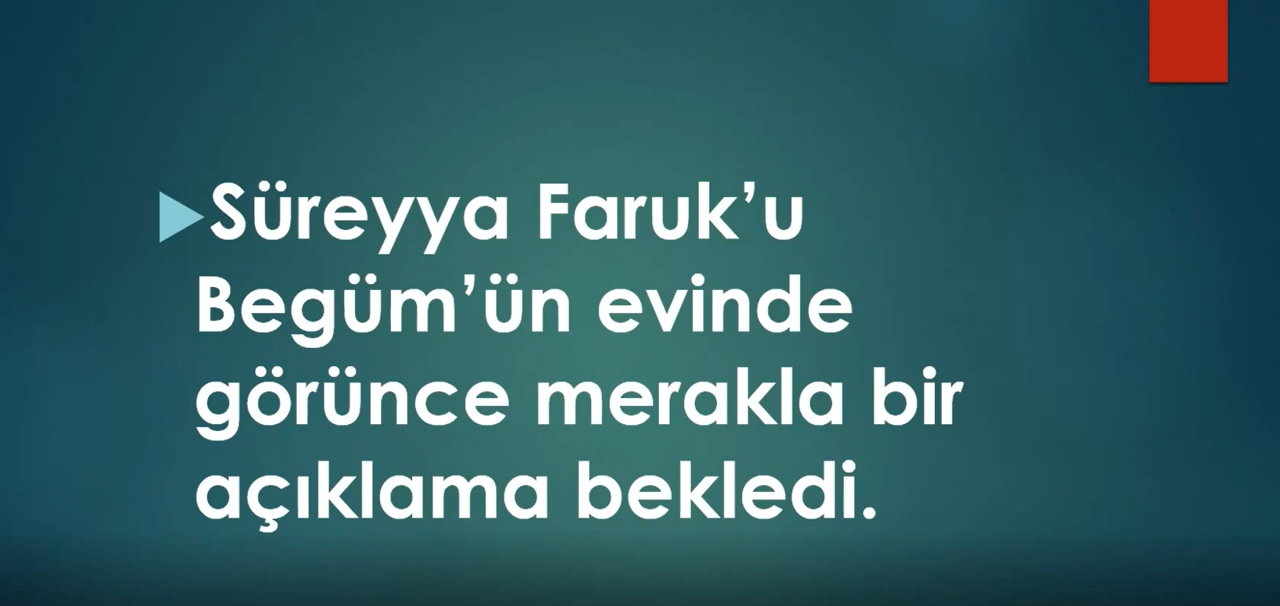 Süreyya Faruk’u
Begüm’ün evinde
görünce merakla bir
açıklama bekledi.